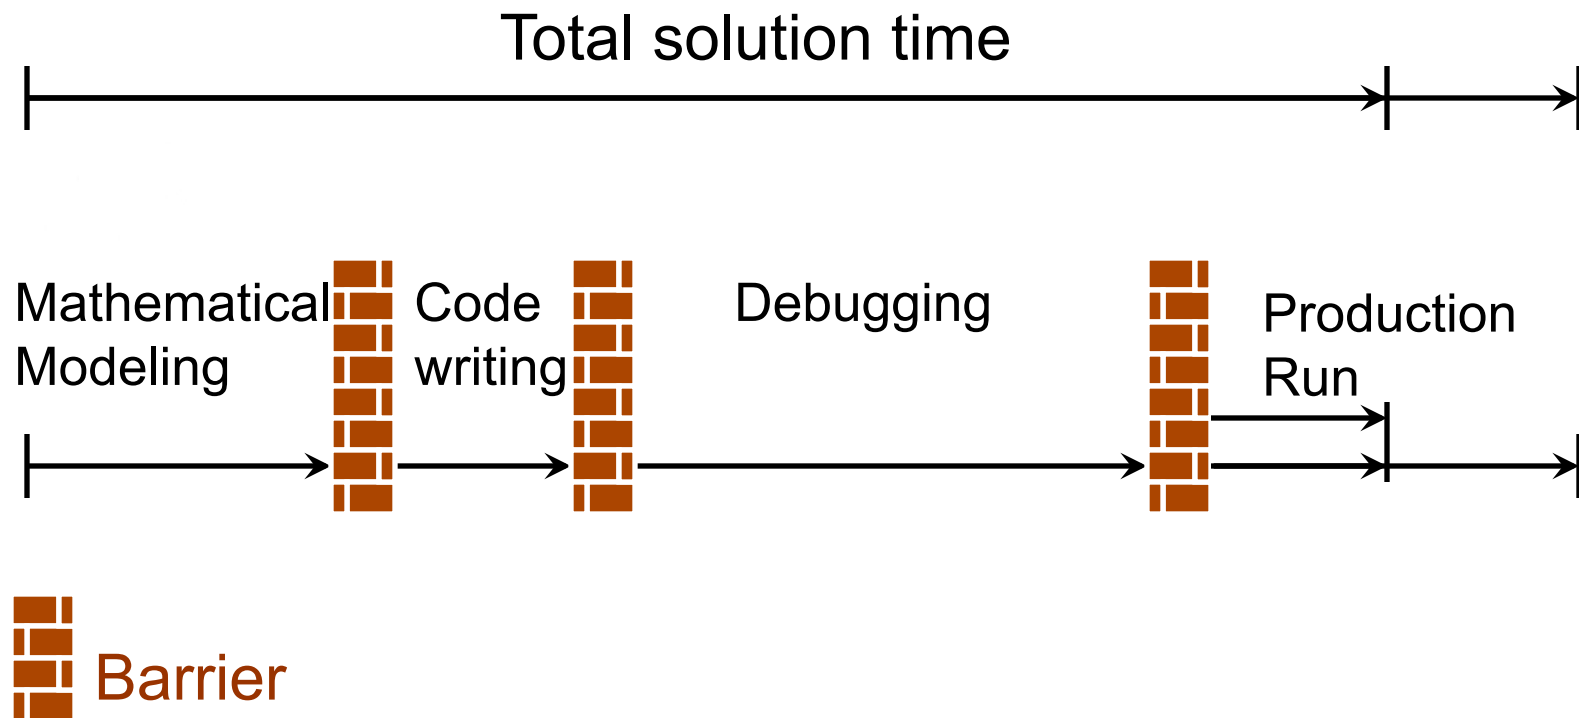 Total solution time
Mathematical
Modeling
Code
writing
Debugging
Production
Run
Barrier